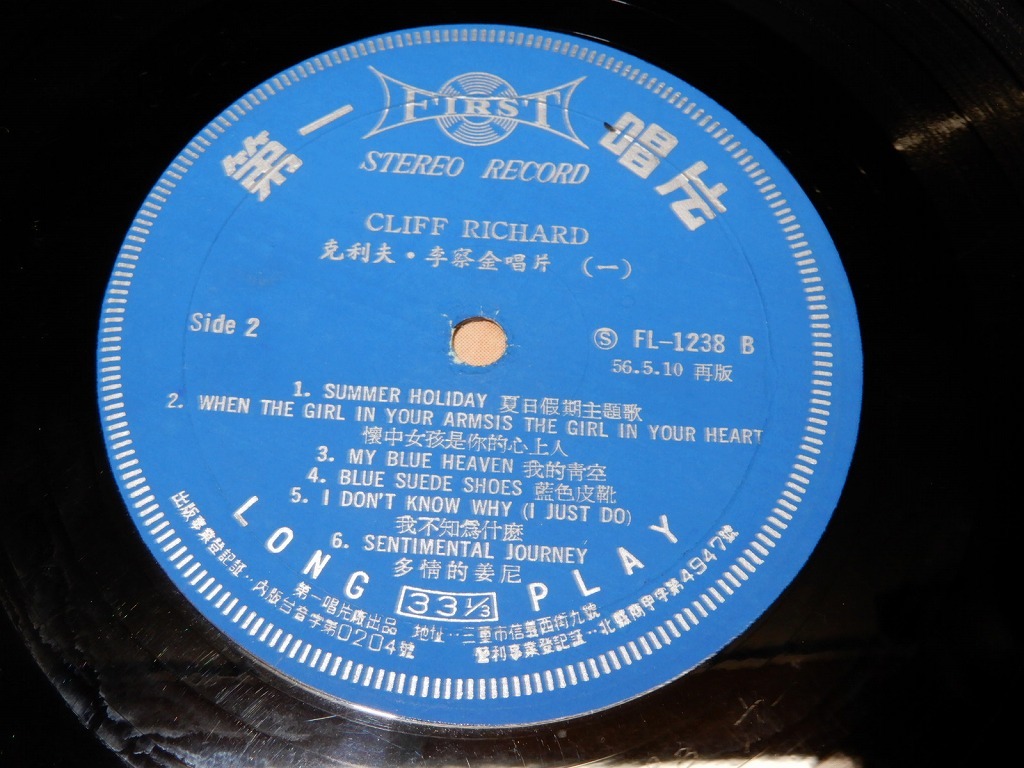 FIRST
第一唱片
STEREO RECORD
CLIFF RICHARD
克利夫・李察金唱片 (一)
Side 2
Ⓢ FL-1238 B
56.5.10 再版
1. SUMMER HOLIDAY 夏日假期主題歌
2. WHEN THE GIRL IN YOUR ARMSIS THE GIRL IN YOUR HEART
懷中女孩是你的心上人
3. MY BLUE HEAVEN 我的青室
4. BLUE SUEDE SHOES 藍色皮靴
5. I DON'T KNOW WHY (I JUST DO)
我不知爲什麼
6. SENTIMENTAL JOURNEY
多情的姜尼
LONG PLAY
33⅓
出版事業登記証‥內版台音字第0204號
第一唱片廠出品 地址‥三重市信義西街九號
營利事業登記証‥北縣商甲字第4947號